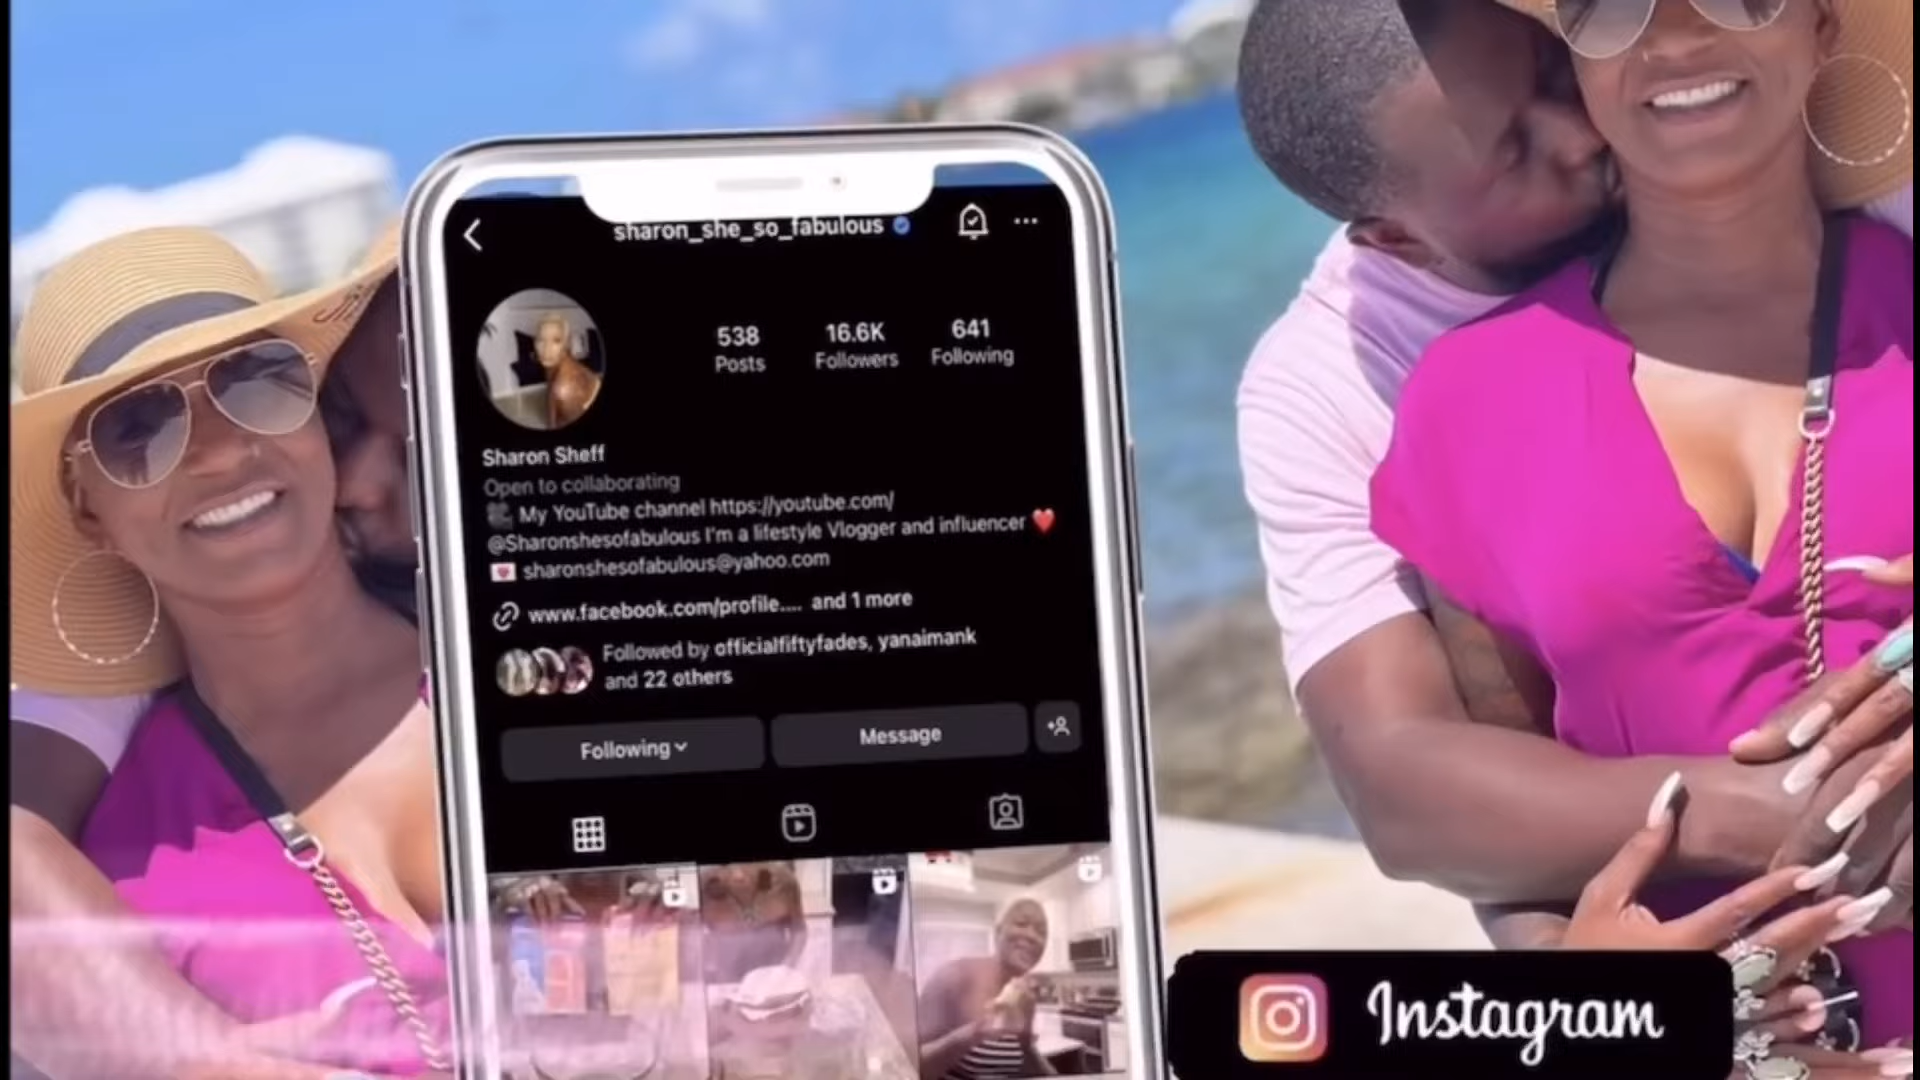 sharon_she_so_fabulous
538
Posts
16.6K
Followers
641
Following
Sharon Sheff
Open to collaborating
My YouTube channel https://youtube.com/
@Sharonshesofabulous I'm a lifestyle Vlogger and influencer ❤️
💌 sharonshesofabulous@yahoo.com
www.facebook.com/profile.... and 1 more
Followed by officialfiftyfades, yanaimank
and 22 others
Following
Message
Instagram